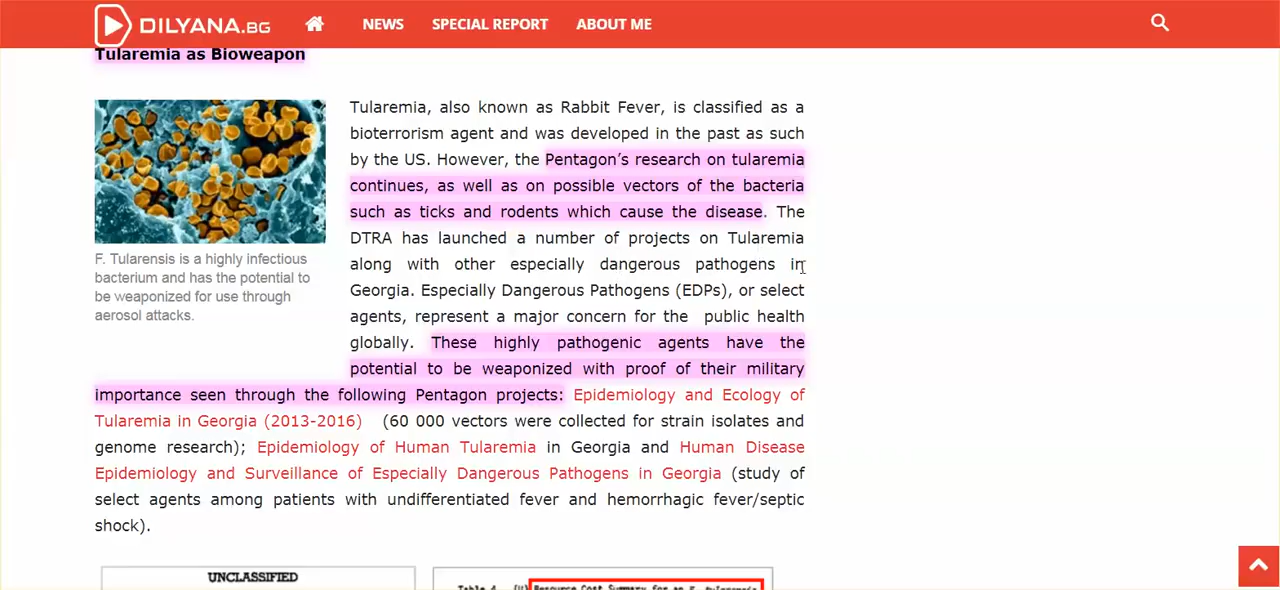 DILYANA.BG
NEWS
SPECIAL REPORT
ABOUT ME
Tularemia as Bioweapon
F. Tularensis is a highly infectious
bacterium and has the potential to
be weaponized for use through
aerosol attacks.
Tularemia, also known as Rabbit Fever, is classified as a
bioterrorism agent and was developed in the past as such
by the US. However, the Pentagon's research on tularemia
continues, as well as on possible vectors of the bacteria
such as ticks and rodents which cause the disease. The
DTRA has launched a number of projects on Tularemia
along with other especially dangerous pathogens in
Georgia. Especially Dangerous Pathogens (EDPs), or select
agents, represent a major concern for the public health
globally. These highly pathogenic agents have the
potential to be weaponized with proof of their military
importance seen through the following Pentagon projects: Epidemiology and Ecology of
Tularemia in Georgia (2013-2016) (60 000 vectors were collected for strain isolates and
genome research); Epidemiology of Human Tularemia in Georgia and Human Disease
Epidemiology and Surveillance of Especially Dangerous Pathogens in Georgia (study of
select agents among patients with undifferentiated fever and hemorrhagic fever/septic
shock).
UNCLASSIFIED
Table 4. (U) Resource Cost Summary for an F. tularensis